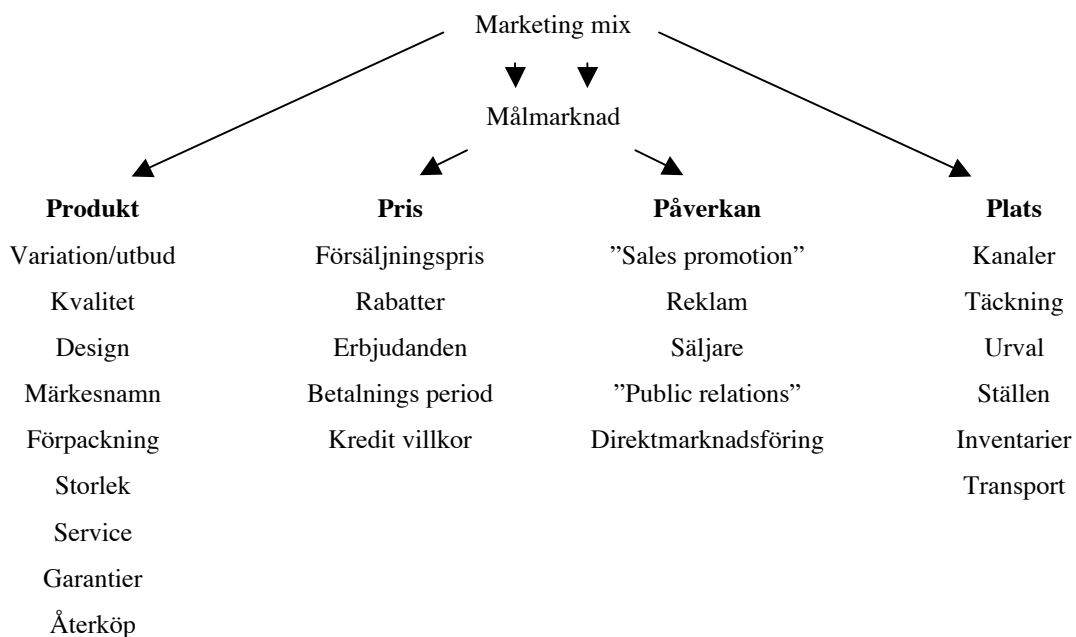 Marketing mix
Målmarknad
Produkt Pris Påverkan Plats
Variation/utbud Försäljningspris ”Sales promotion” Kanaler
Kvalitet Rabatter Reklam Täckning
Design Erbjudanden Säljare Urval
Märkesnamn Betalnings period ”Public relations” Ställen
Förpackning Kredit villkor Direktmarknadsföring Inventarier
Storlek Transport
Service
Garantier
Återköp